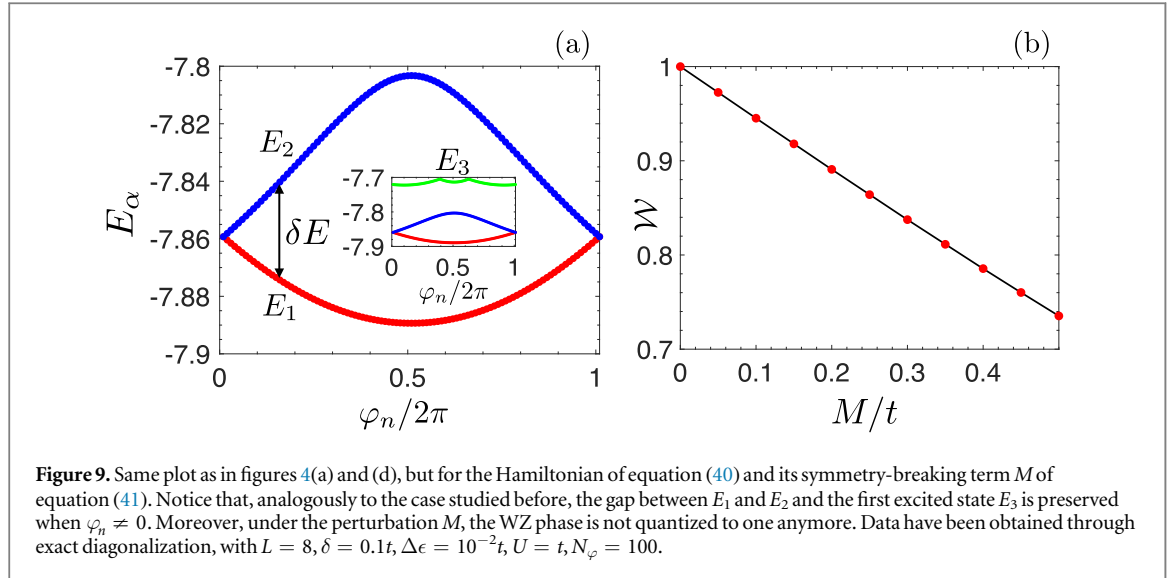 (a)
-7.8
-7.82
-7.84
-7.86
-7.88
-7.9
E_α
E_2
δE
E_1
E_3
-7.7
-7.8
-7.9
0 0.5 1
φ_n/2π
0 0.5 1
φ_n/2π
(b)
1
0.9
0.8
0.7
𝒲
0 0.1 0.2 0.3 0.4
M/t
Figure 9. Same plot as in figures 4(a) and (d), but for the Hamiltonian of equation (40) and its symmetry-breaking term M of
equation (41). Notice that, analogously to the case studied before, the gap between E_1 and E_2 and the first excited state E_3 is preserved
when φ_n ≠ 0. Moreover, under the perturbation M, the WZ phase is not quantized to one anymore. Data have been obtained through
exact diagonalization, with L = 8, δ = 0.1t, Δϵ = 10⁻²t, U = t, N_φ = 100.